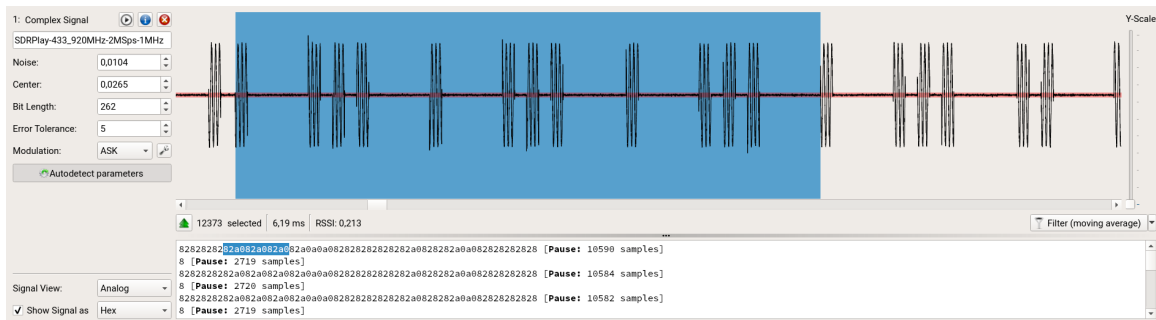 1: Complex Signal
SDRPlay-433_920MHz-2MSps-1MHz
Noise: 0,0104
Center: 0,0265
Bit Length: 262
Error Tolerance: 5
Modulation: ASK
Autodetect parameters
Y-Scale
12373 selected 6,19 ms RSSI: 0,213
Filter (moving average)
8282828282a082a082a082a0a0a082828282828282a0828282a0a082828282828 [Pause: 10590 samples]
8 [Pause: 2719 samples]
8282828282a082a082a082a0a0a082828282828282a0828282a0a082828282828 [Pause: 10584 samples]
8 [Pause: 2720 samples]
8282828282a082a082a082a0a0a082828282828282a0828282a0a082828282828 [Pause: 10582 samples]
8 [Pause: 2719 samples]
Signal View: Analog
Show Signal as Hex